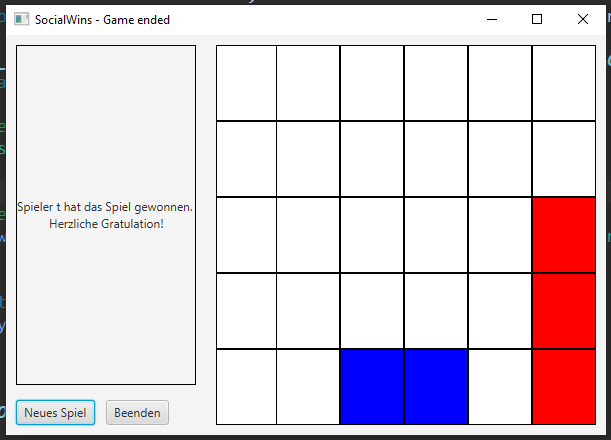 SocialWins - Game ended
Spieler t hat das Spiel gewonnen.
Herzliche Gratulation!
Neues Spiel
Beenden